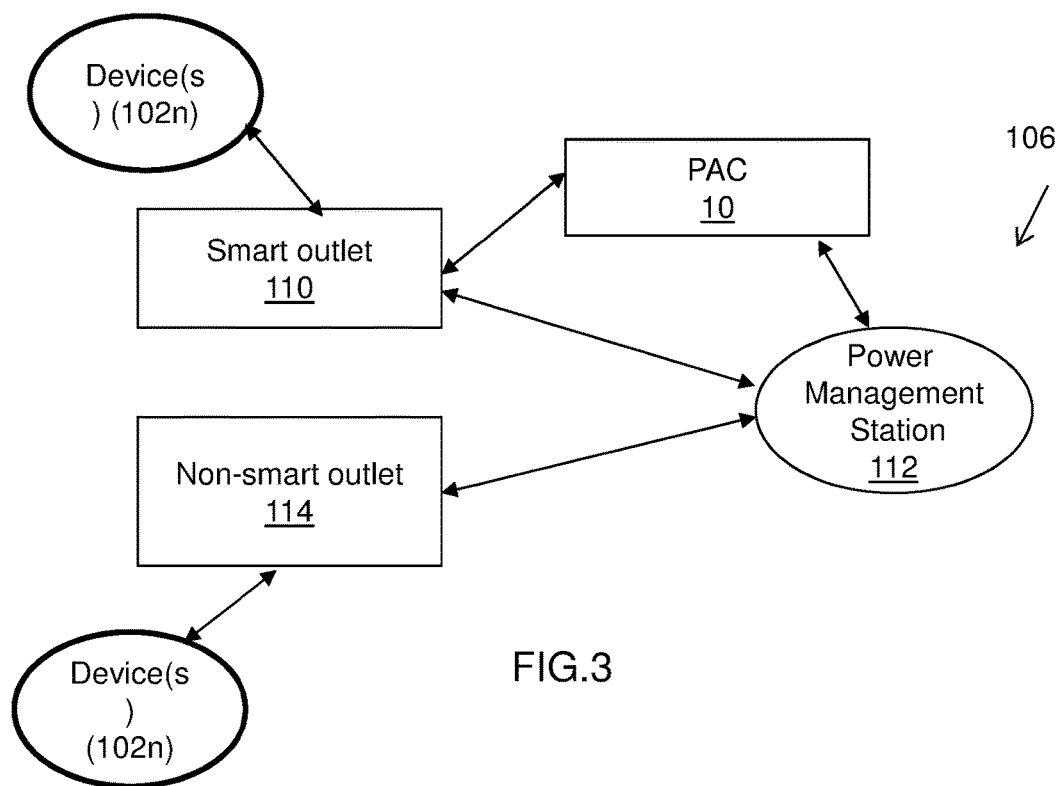 Device(s
) (102n)
106
PAC
10
Smart outlet
110
Power
Management
Station
112
Non-smart outlet
114
FIG.3
Device(s
)
(102n)